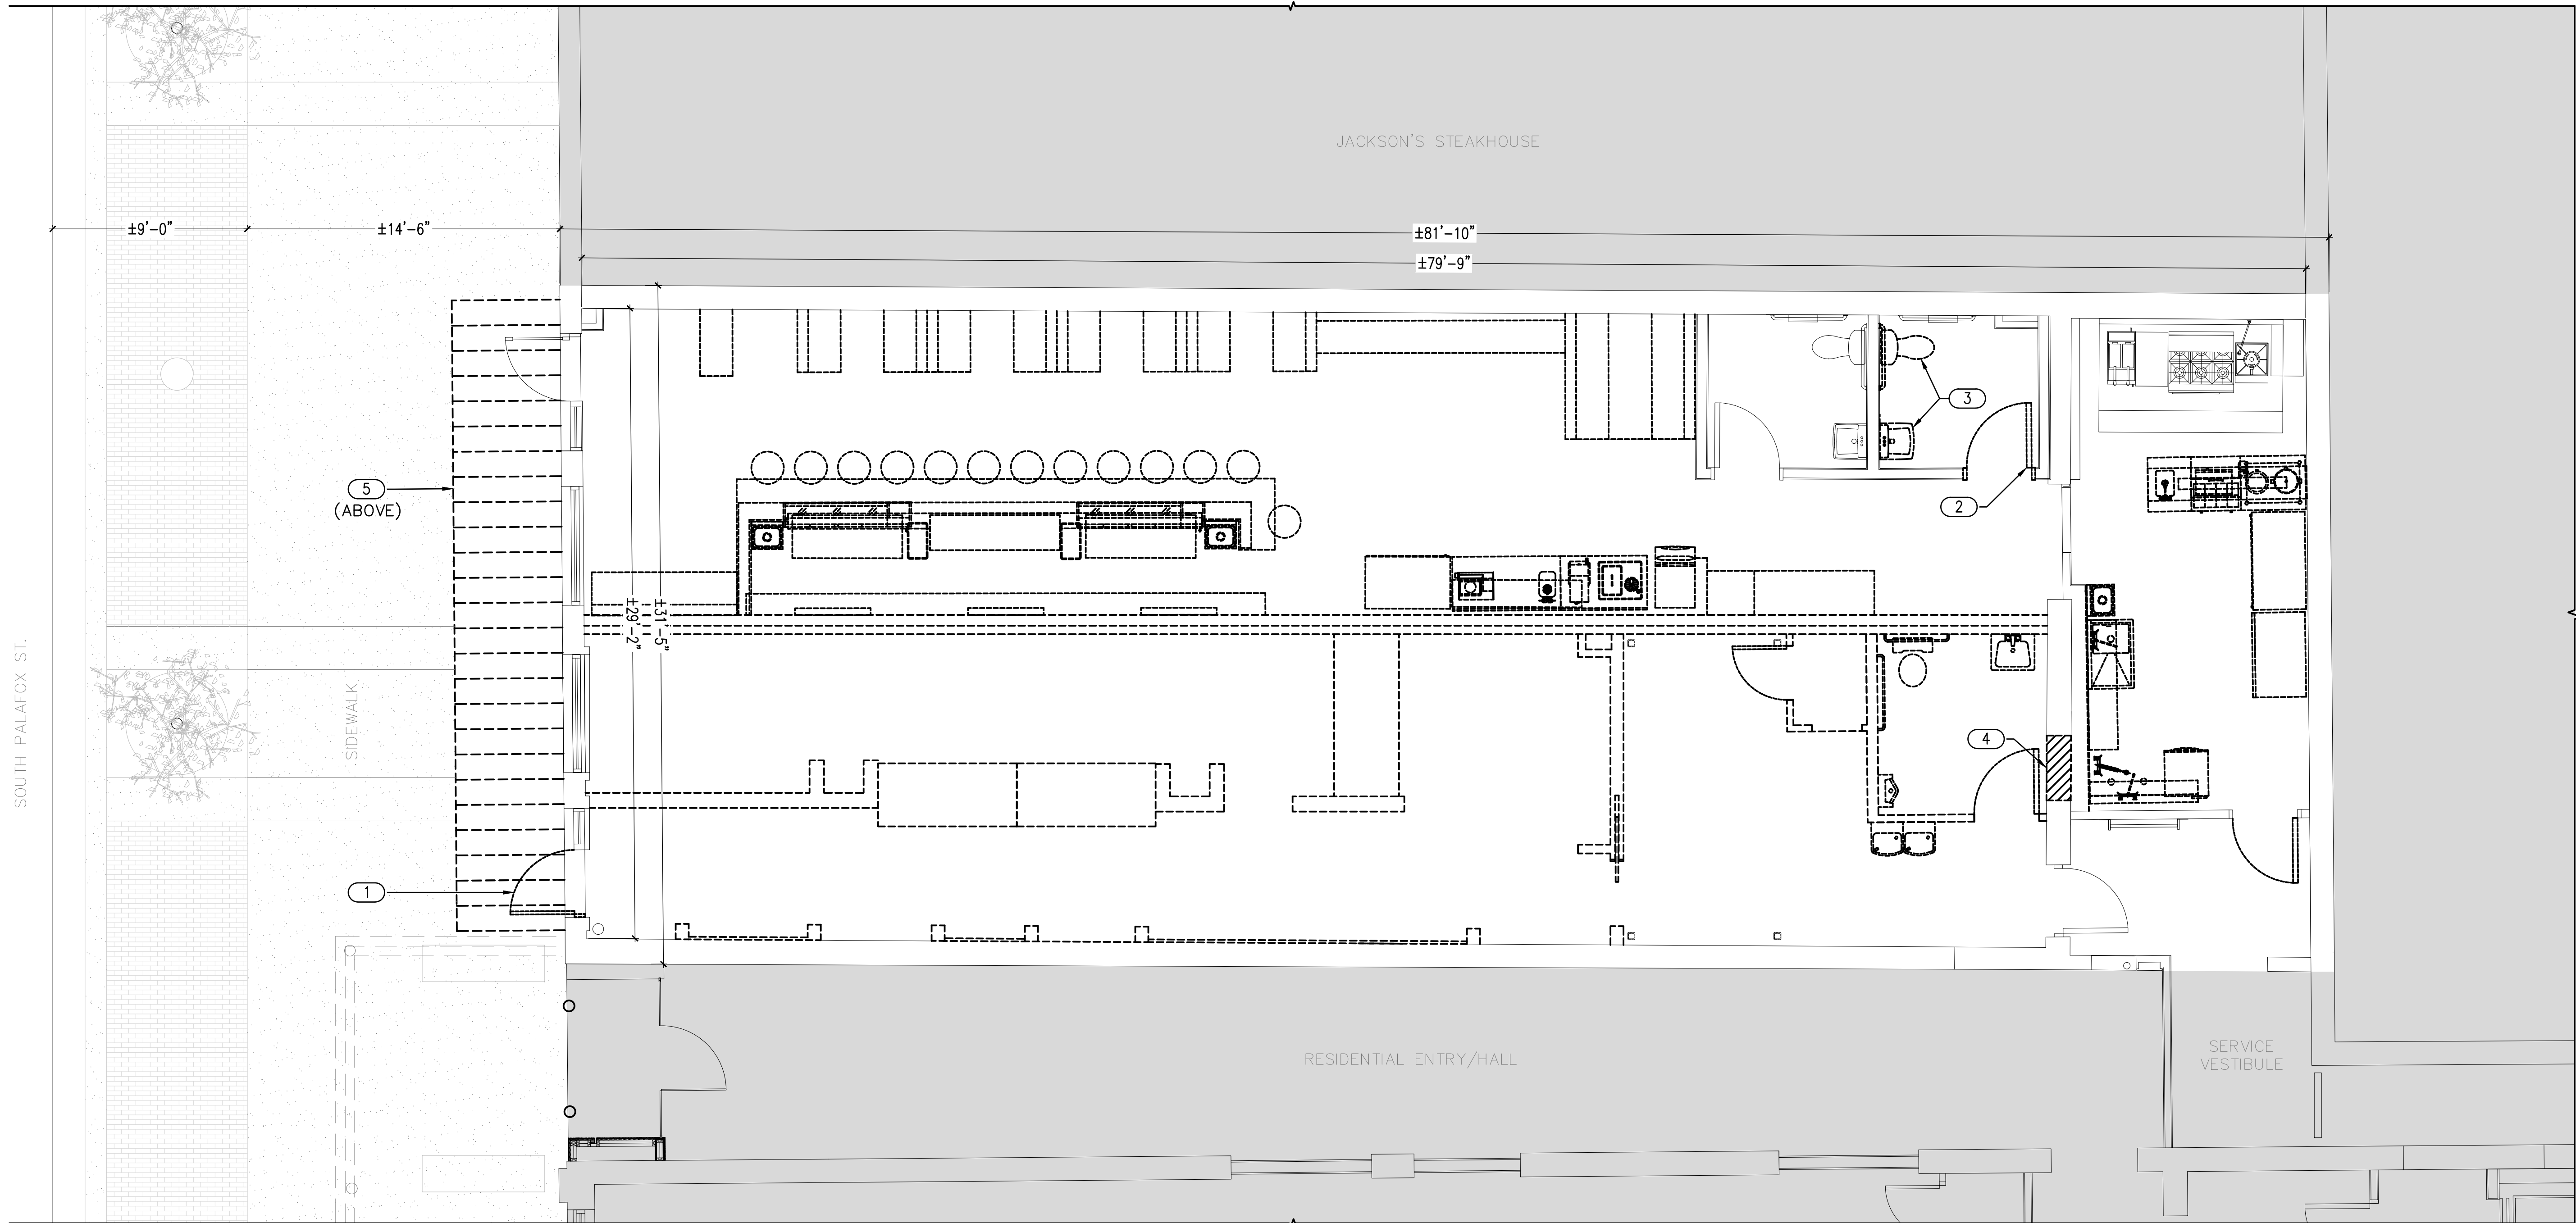 JACKSON'S STEAKHOUSE
±9'-0"
±14'-6"
±81'-10"
±79'-9"
3
5
(ABOVE)
2
±29'-2"
±31'-5"
SOUTH PALAFOX ST.
SIDEWALK
4
1
RESIDENTIAL ENTRY/HALL
SERVICE
VESTIBULE